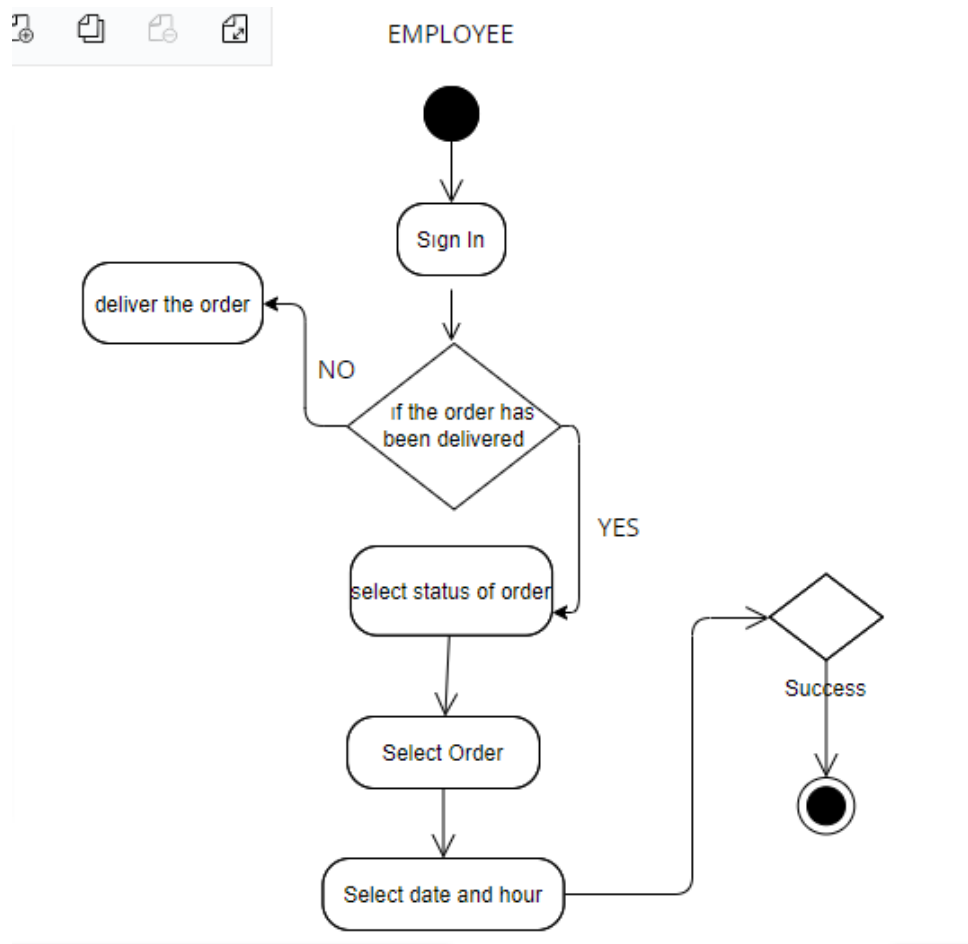 EMPLOYEE
Sıgn In
deliver the order
NO
ıf the order has
been delivered
YES
select status of order
Success
Select Order
Select date and hour